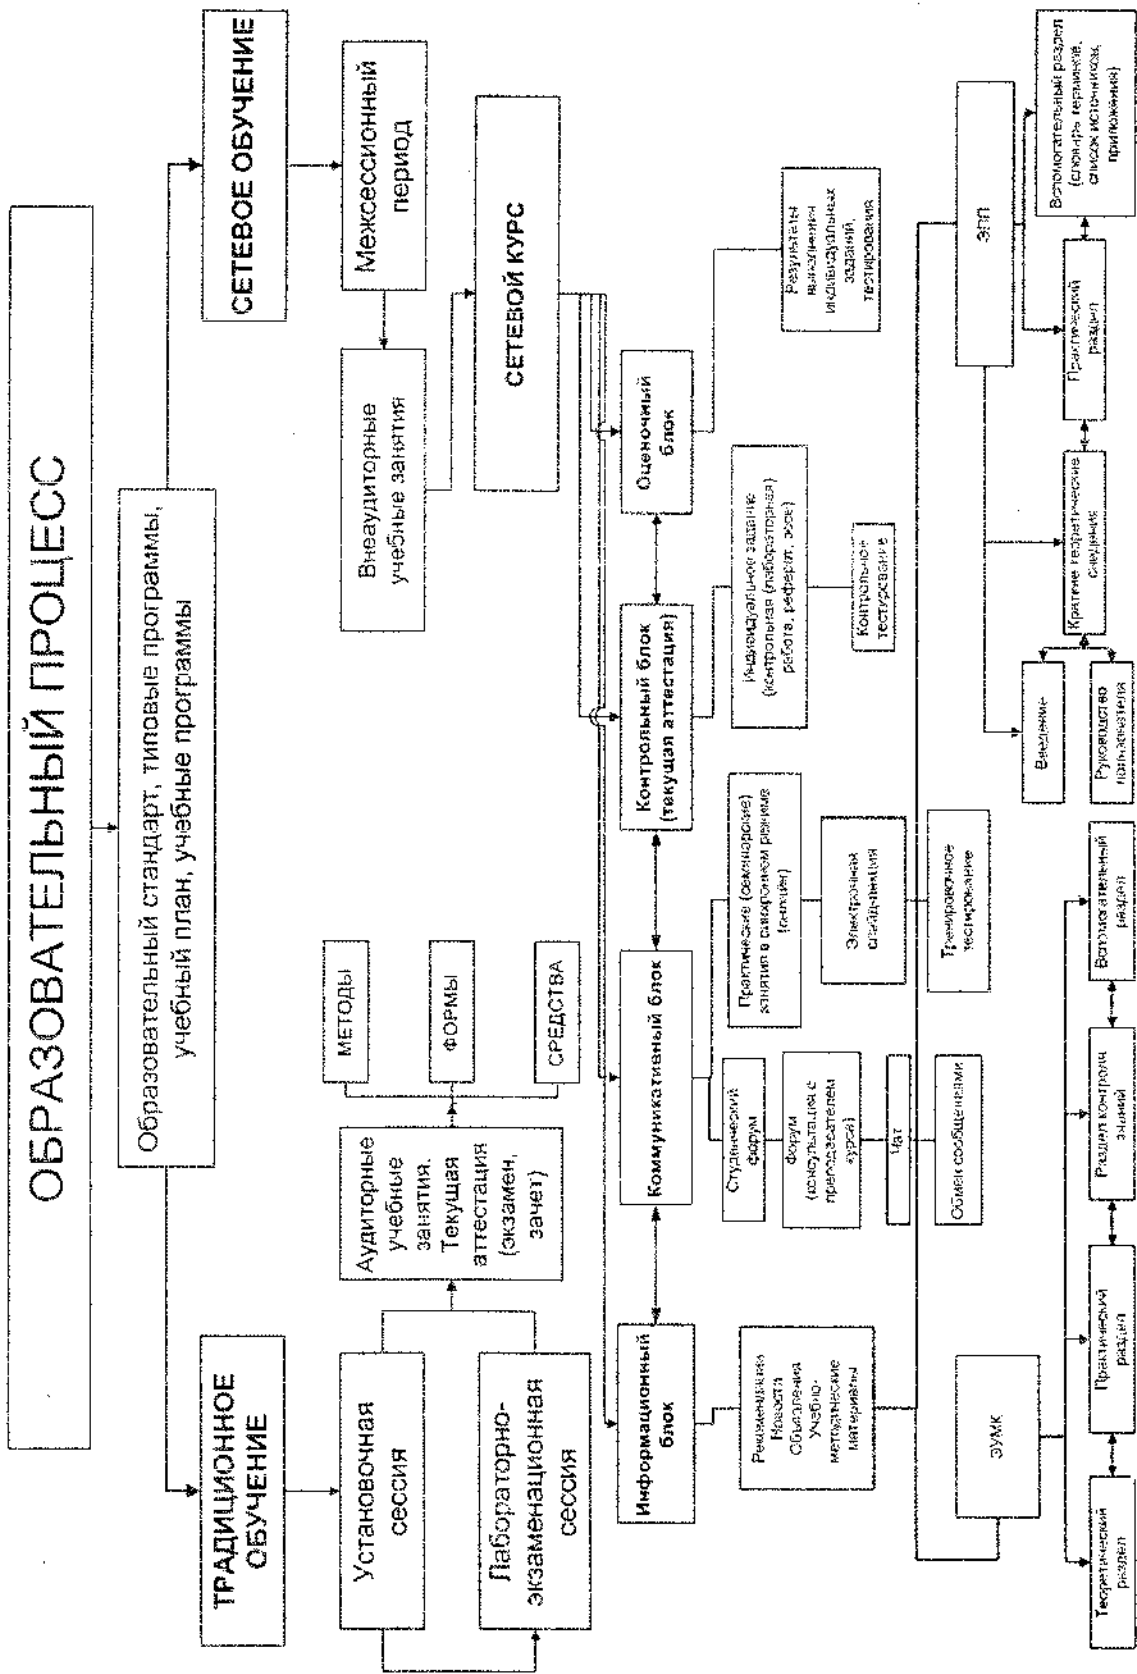 ОБРАЗОВАТЕЛЬНЫЙ ПРОЦЕСС
Образовательный стандарт, типовые программы,
учебный план, учебные программы
ТРАДИЦИОННОЕ
ОБУЧЕНИЕ
СЕТЕВОЕ ОБУЧЕНИЕ
Установочная
сессия
Лабораторно-
экзаменационная
сессия
Аудиторные
учебные
занятия.
Текущая
аттестация
(экзамен,
зачет)
МЕТОДЫ
ФОРМЫ
СРЕДСТВА
Внеаудиторные
учебные занятия
Межсессионный
период
СЕТЕВОЙ КУРС
Информационный
блок
Коммуникативный блок
Контрольный блок
(текущая аттестация)
Оценочный
блок
Рекомендации
Новости
Объявления
Учебно-
методические
материалы
Студенческий
форум
Форум
(консультация с
преподавателем
курса)
Чат
Обмен сообщениями
Практические (семинарские)
занятия в синхронном режиме
(онлайн)
Электронная
слайд-лекция
Тренировочное
тестирование
Индивидуальное задание
(контрольная (лабораторная)
работа, реферат, эссе)
Контрольное
тестирование
Результаты
выполнения
индивидуальных
заданий,
тестирования
ЭУМК
Теоретический
раздел
Практический
раздел
Раздел контроля
знаний
Вспомогательный
раздел
ЭПП
Введение
Руководство
пользователя
Краткие теоретические
сведения
Практический
раздел
Вспомогательный раздел
(словарь терминов,
список источников,
приложения)